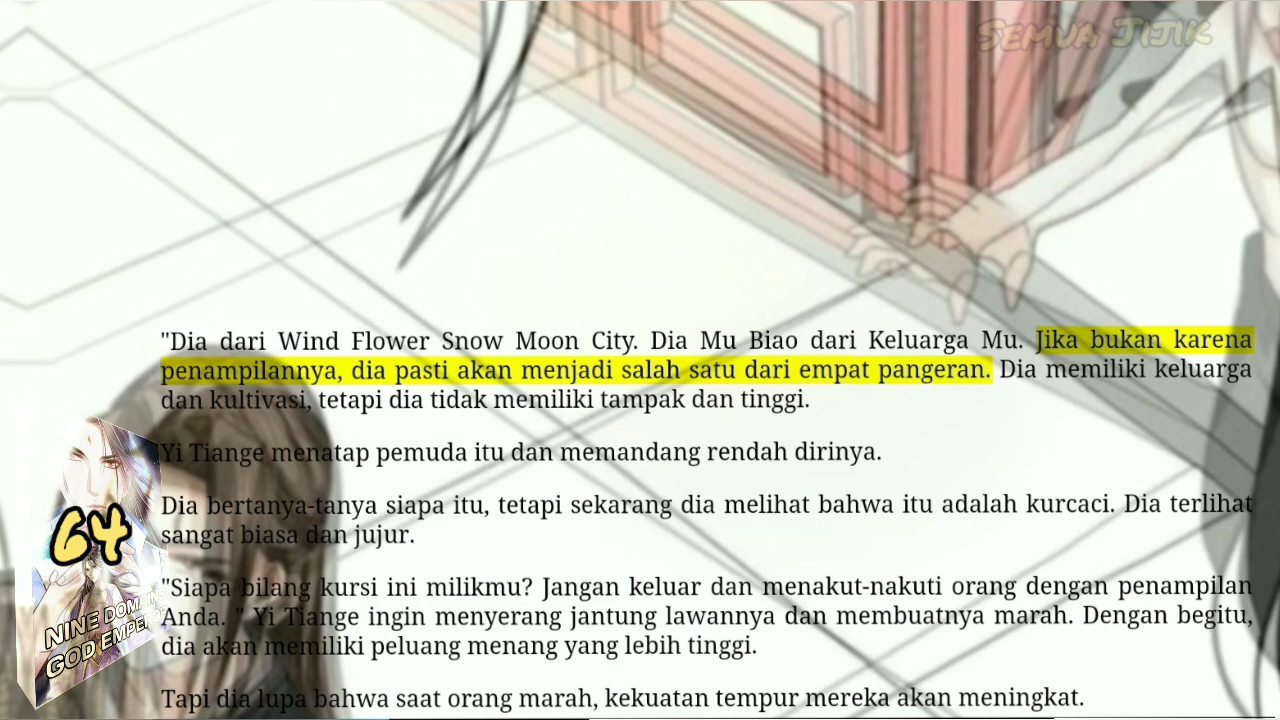 SEMUA JIJIK
"Dia dari Wind Flower Snow Moon City. Dia Mu Biao dari Keluarga Mu. Jika bukan karena
penampilannya, dia pasti akan menjadi salah satu dari empat pangeran. Dia memiliki keluarga
dan kultivasi, tetapi dia tidak memiliki tampak dan tinggi.
Yi Tiange menatap pemuda itu dan memandang rendah dirinya.
Dia bertanya-tanya siapa itu, tetapi sekarang dia melihat bahwa itu adalah kurcaci. Dia terlihat
sangat biasa dan jujur.
"Siapa bilang kursi ini milikmu? Jangan keluar dan menakut-nakuti orang dengan penampilan
Anda. " Yi Tiange ingin menyerang jantung lawannya dan membuatnya marah. Dengan begitu,
dia akan memiliki peluang menang yang lebih tinggi.
Tapi dia lupa bahwa saat orang marah, kekuatan tempur mereka akan meningkat.
64
NINE DOMAIN
GOD EMPE